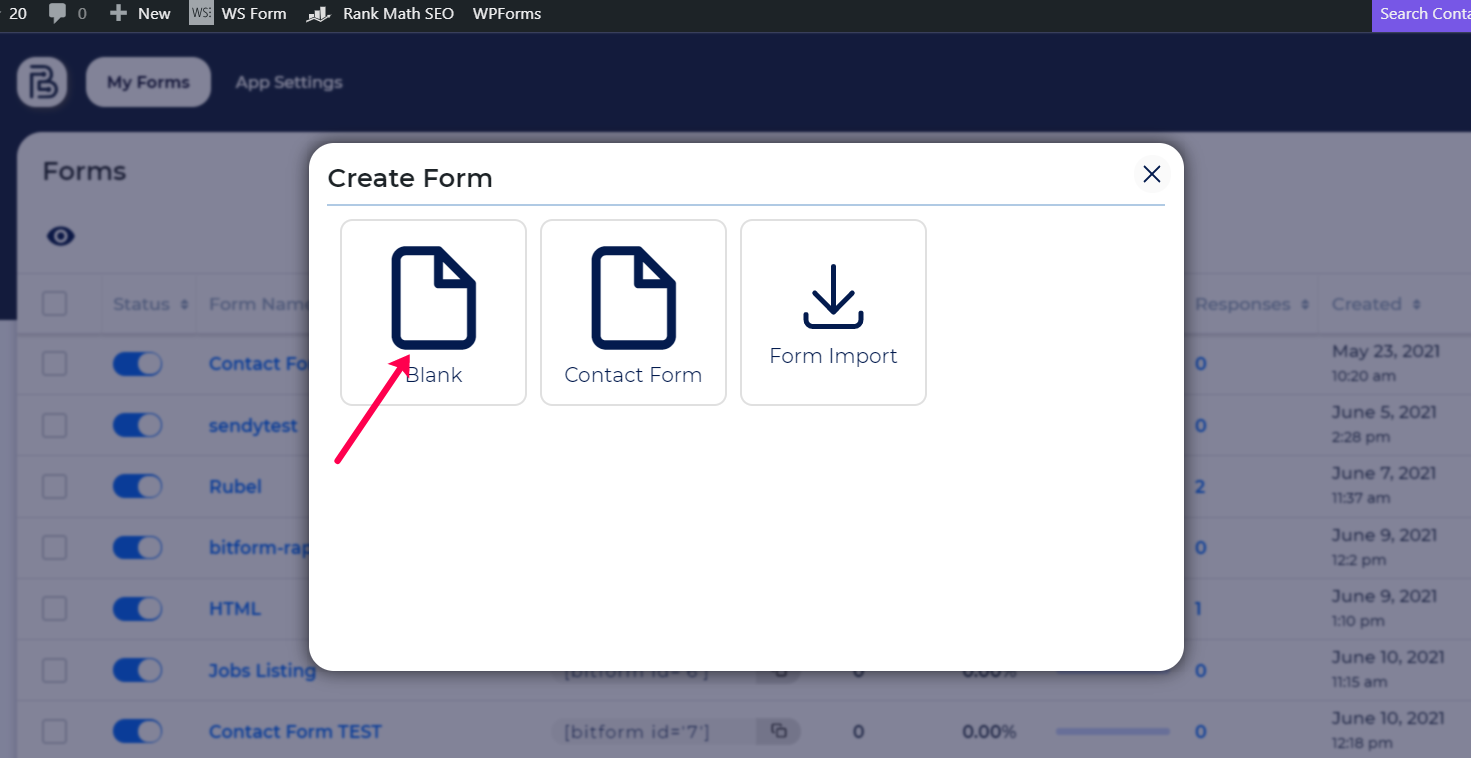 20 0 New WS: WS Form Rank Math SEO WPForms Search Conta
My Forms App Settings
Forms
Create Form
Blank Contact Form Form Import
Status Form Name Responses Created
Contact Fo 0 May 23, 2021
10:20 am
sendytest 0 June 5, 2021
2:28 pm
Rubel 2 June 7, 2021
11:37 am
bitform-rap 0 June 9, 2021
12:2 pm
HTML 1 June 9, 2021
1:10 pm
Jobs Listing [bitform id='6'] 0 0.00% 0 June 10, 2021
11:15 am
Contact Form TEST [bitform id='7'] 0 0.00% 0 June 10, 2021
12:18 pm